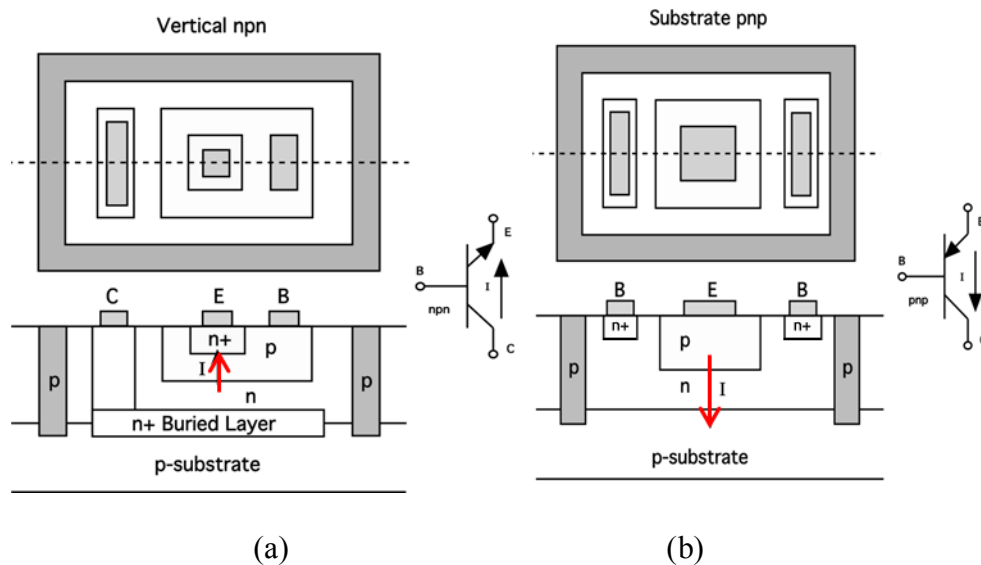 Vertical npn
C
E
B
n+
p
I
p
p
n
n+ Buried Layer
p-substrate
E
B
I
npn
C
(a)
Substrate pnp
B
E
B
n+
p
n+
p
n
I
p
p-substrate
B
I
pnp
(b)